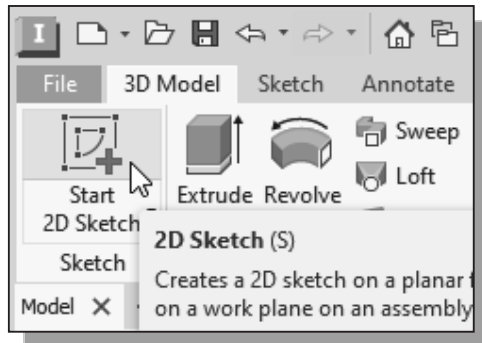 I
File 3D Model Sketch Annotate
Start
2D Sketch
Extrude Revolve
Sweep
Loft
Sketch
2D Sketch (S)
Creates a 2D sketch on a planar
on a work plane on an assembly
Model